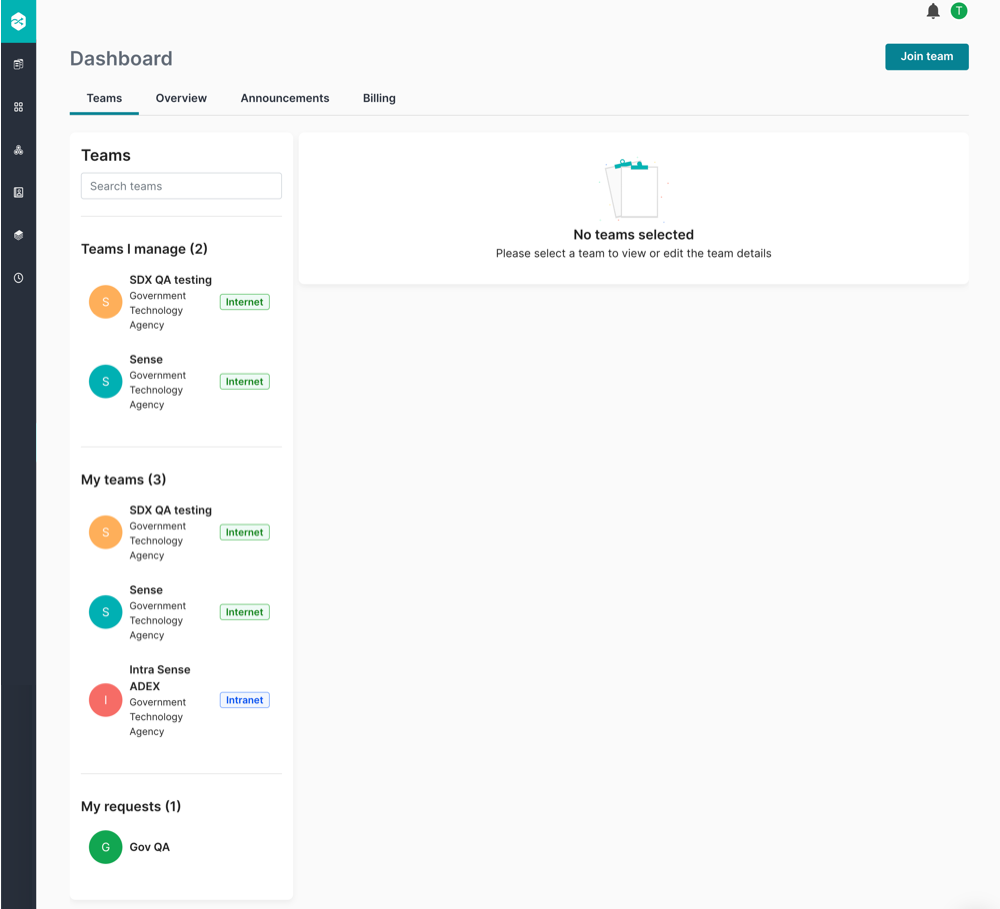 T
Dashboard
Join team
Teams
Overview
Announcements
Billing
Teams
Search teams
Teams I manage (2)
S
SDX QA testing
Government
Technology
Agency
Internet
S
Sense
Government
Technology
Agency
Internet
My teams (3)
S
SDX QA testing
Government
Technology
Agency
Internet
S
Sense
Government
Technology
Agency
Internet
I
Intra Sense
ADEX
Government
Technology
Agency
Intranet
My requests (1)
G
Gov QA
No teams selected
Please select a team to view or edit the team details